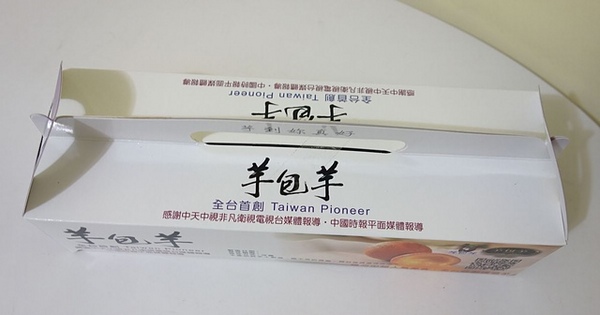 感謝中天中視非凡衛視電視台媒體報導・中國時報平面媒體報導
全台首創 Taiwan Pioneer
芋包芋
全台首創 Taiwan Pioneer
感謝中天中視非凡衛視電視台媒體報導・中國時報平面媒體報導
芋包芋